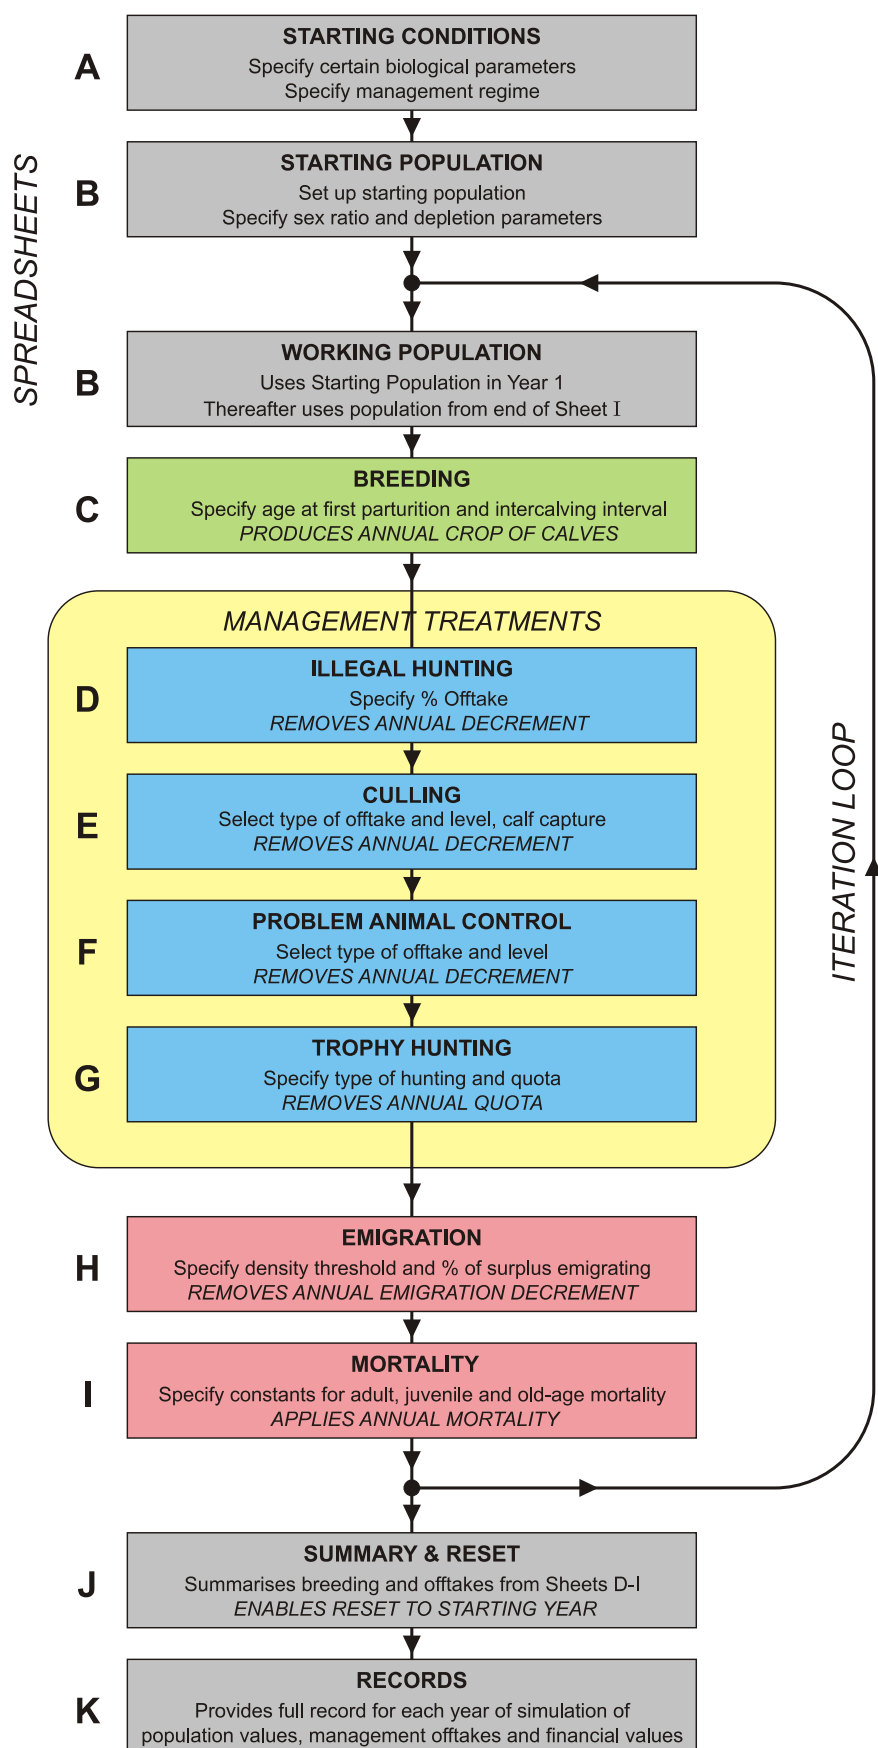 SPREADSHEETS
A
STARTING CONDITIONS
Specify certain biological parameters
Specify management regime
B
STARTING POPULATION
Set up starting population
Specify sex ratio and depletion parameters
B
WORKING POPULATION
Uses Starting Population in Year 1
Thereafter uses population from end of Sheet I
C
BREEDING
Specify age at first parturition and intercalving interval
PRODUCES ANNUAL CROP OF CALVES
MANAGEMENT TREATMENTS
D
ILLEGAL HUNTING
Specify % Offtake
REMOVES ANNUAL DECREMENT
E
CULLING
Select type of offtake and level, calf capture
REMOVES ANNUAL DECREMENT
F
PROBLEM ANIMAL CONTROL
Select type of offtake and level
REMOVES ANNUAL DECREMENT
G
TROPHY HUNTING
Specify type of hunting and quota
REMOVES ANNUAL QUOTA
ITERATION LOOP
H
EMIGRATION
Specify density threshold and % of surplus emigrating
REMOVES ANNUAL EMIGRATION DECREMENT
I
MORTALITY
Specify constants for adult, juvenile and old-age mortality
APPLIES ANNUAL MORTALITY
J
SUMMARY & RESET
Summarises breeding and offtakes from Sheets D-I
ENABLES RESET TO STARTING YEAR
K
RECORDS
Provides full record for each year of simulation of
population values, management offtakes and financial values